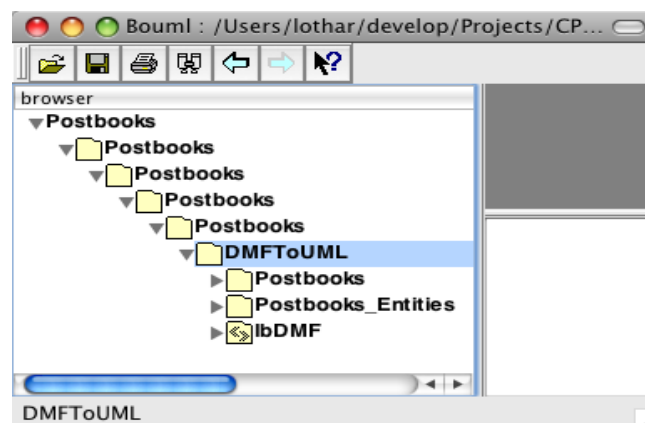 Bouml : /Users/lothar/develop/Projects/CP...
browser
Postbooks
Postbooks
Postbooks
Postbooks
Postbooks
DMFToUML
Postbooks
Postbooks_Entities
lbDMF
DMFToUML